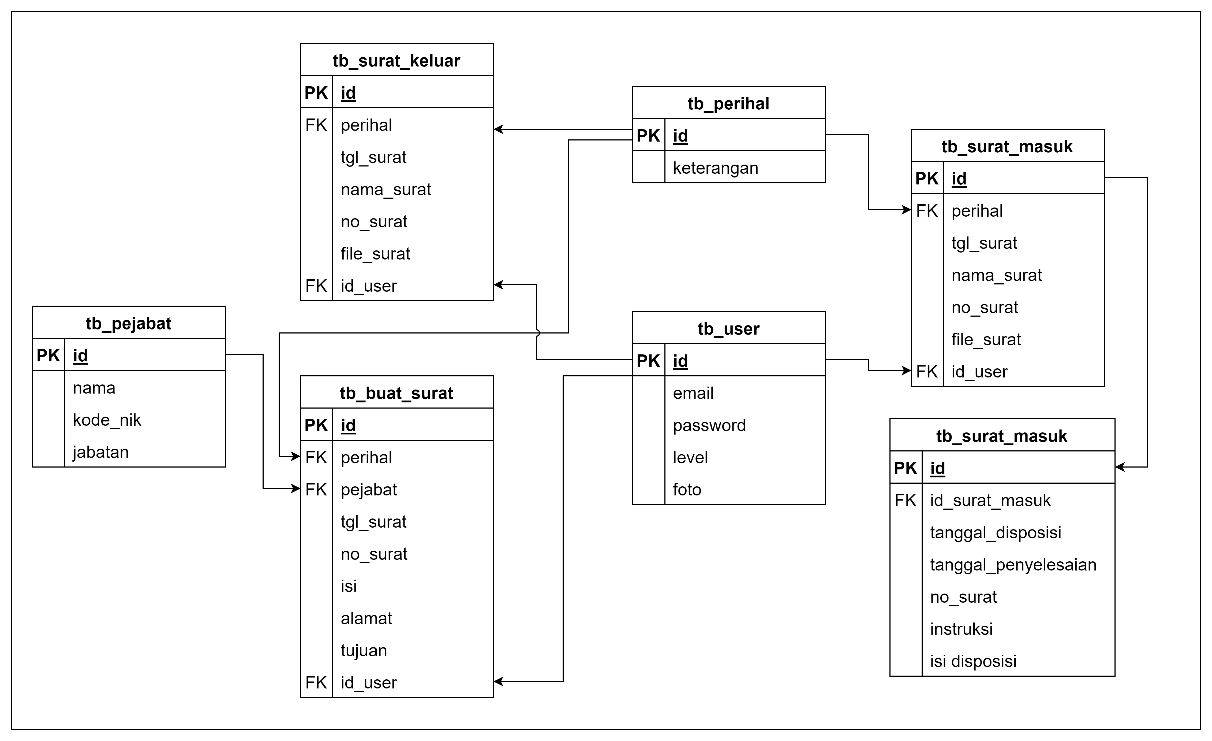 tb_surat_keluar
PK id
FK perihal
tgl_surat
nama_surat
no_surat
file_surat
FK id_user
tb_perihal
PK id
keterangan
tb_surat_masuk
PK id
FK perihal
tgl_surat
nama_surat
no_surat
file_surat
FK id_user
tb_pejabat
PK id
nama
kode_nik
jabatan
tb_buat_surat
PK id
FK perihal
FK pejabat
tgl_surat
no_surat
isi
alamat
tujuan
FK id_user
tb_user
PK id
email
password
level
foto
tb_surat_masuk
PK id
FK id_surat_masuk
tanggal_disposisi
tanggal_penyelesaian
no_surat
instruksi
isi disposisi